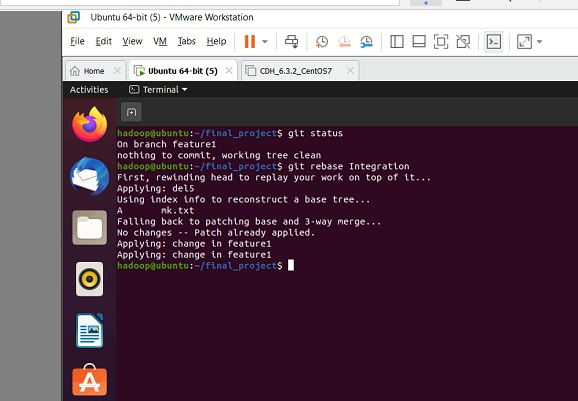 Ubuntu 64-bit (5) - VMware Workstation
File Edit View VM Tabs Help
Home Ubuntu 64-bit (5) CDH_6.3.2_CentOS7
Activities Terminal
hadoop@ubuntu:~/final_project$ git status
On branch feature1
nothing to commit, working tree clean
hadoop@ubuntu:~/final_project$ git rebase Integration
First, rewinding head to replay your work on top of it...
Applying: del5
Using index info to reconstruct a base tree...
A mk.txt
Falling back to patching base and 3-way merge...
No changes -- Patch already applied.
Applying: change in feature1
Applying: change in feature1
hadoop@ubuntu:~/final_project$